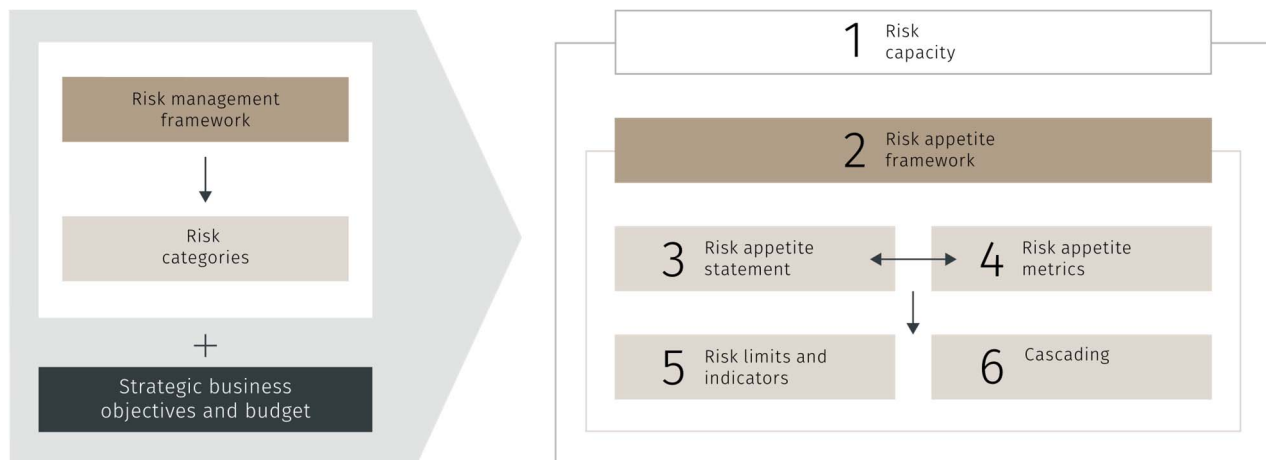 Risk management
framework
Risk
categories
+
Strategic business
objectives and budget
1 Risk
capacity
2 Risk appetite
framework
3 Risk appetite
statement
4 Risk appetite
metrics
5 Risk limits and
indicators
6 Cascading